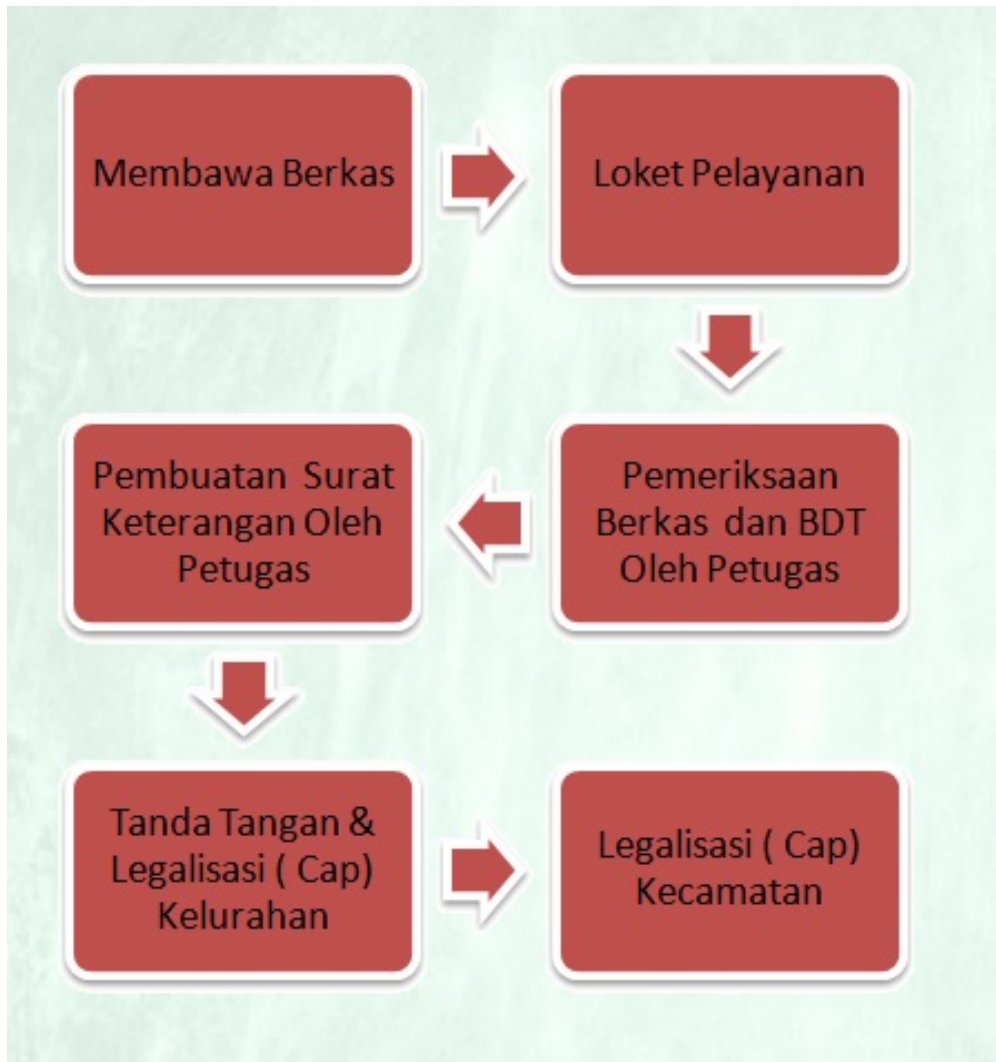 Membawa Berkas
Loket Pelayanan
Pemeriksaan
Berkas dan BDT
Oleh Petugas
Pembuatan Surat
Keterangan Oleh
Petugas
Tanda Tangan &
Legalisasi ( Cap)
Kelurahan
Legalisasi ( Cap)
Kecamatan